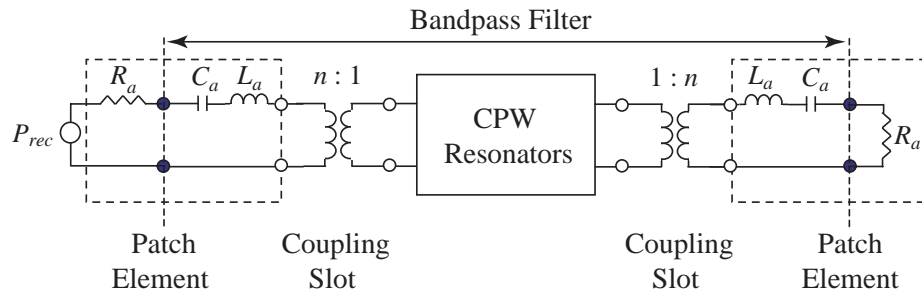 Bandpass Filter
R_a
C_a
L_a
n : 1
1 : n
L_a
C_a
P_rec
CPW
Resonators
R_a
Patch
Element
Coupling
Slot
Coupling
Slot
Patch
Element